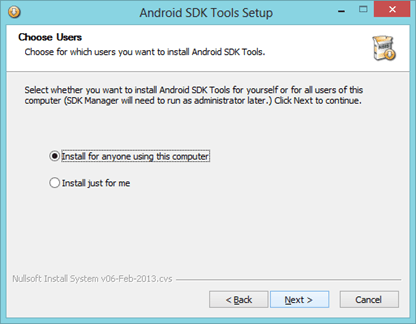 Android SDK Tools Setup
Choose Users
Choose for which users you want to install Android SDK Tools.
Select whether you want to install Android SDK Tools for yourself or for all users of this
computer (SDK Manager will need to run as administrator later.) Click Next to continue.
Install for anyone using this computer
Install just for me
Nullsoft Install System v06-Feb-2013.cvs
< Back
Next >
Cancel